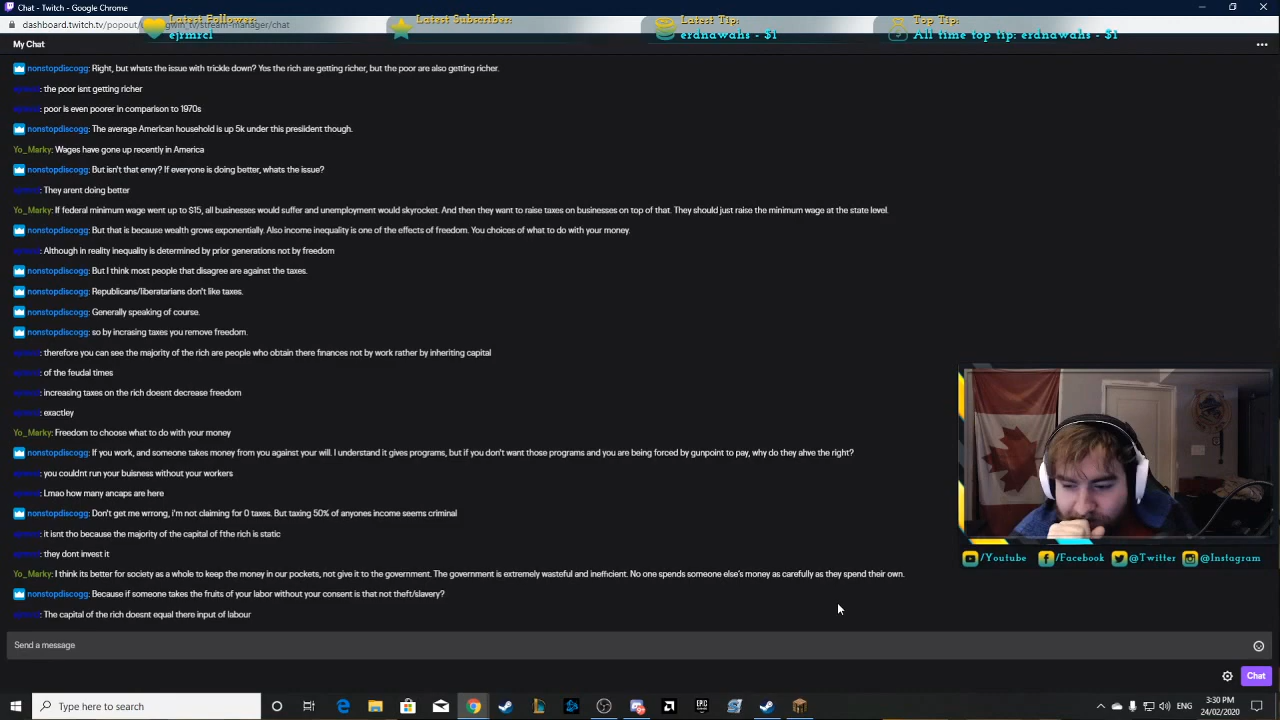 Chat - Twitch - Google Chrome
dashboard.twitch.tv/popout/
tv/stream-manager/chat
Latest Follower:
ejrmrcl
Latest Subscriber:
Latest Tip:
erdnawahs - $1
Top Tip:
All time top tip: erdnawahs - $1
My Chat
nonstopdiscogg: Right, but whats the issue with trickle down? Yes the rich are getting richer, but the poor are also getting richer.
: the poor isnt getting richer
: poor is even poorer in comparison to 1970s
nonstopdiscogg: The average American household is up 5k under this presiident though.
Yo_Marky: Wages have gone up recently in America
nonstopdiscogg: But isn't that envy? If everyone is doing better, whats the issue?
: They arent doing better
Yo_Marky: If federal minimum wage went up to $15, all businesses would suffer and unemployment would skyrocket. And then they want to raise taxes on businesses on top of that. They should just raise the minimum wage at the state level.
nonstopdiscogg: But that is because wealth grows exponentially. Also income inequality is one of the effects of freedom. You choices of what to do with your money.
: Although in reality inequality is determined by prior generations not by freedom
nonstopdiscogg: But I think most people that disagree are against the taxes.
nonstopdiscogg: Republicans/liberatarians don't like taxes.
nonstopdiscogg: Generally speaking of course.
nonstopdiscogg: so by incrasing taxes you remove freedom.
: therefore you can see the majority of the rich are people who obtain there finances not by work rather by inheriting capital
: of the feudal times
: increasing taxes on the rich doesnt decrease freedom
: exactley
Yo_Marky: Freedom to choose what to do with your money
nonstopdiscogg: If you work, and someone takes money from you against your will. I understand it gives programs, but if you don't want those programs and you are being forced by gunpoint to pay, why do they ahve the right?
: you couldnt run your buisness without your workers
: Lmao how many ancaps are here
nonstopdiscogg: Don't get me wrrong, i'm not claiming for 0 taxes. But taxing 50% of anyones income seems criminal
: it isnt tho because the majority of the capital of fthe rich is static
: they dont invest it
Yo_Marky: I think its better for society as a whole to keep the money in our pockets, not give it to the government. The government is extremely wasteful and inefficient. No one spends someone else's money as carefully as they spend their own.
nonstopdiscogg: Because if someone takes the fruits of your labor without your consent is that not theft/slavery?
: The capital of the rich doesnt equal there input of labour
/Youtube /Facebook @Twitter @Instagram
Send a message
Chat
Type here to search
ENG
3:30 PM
24/02/2020